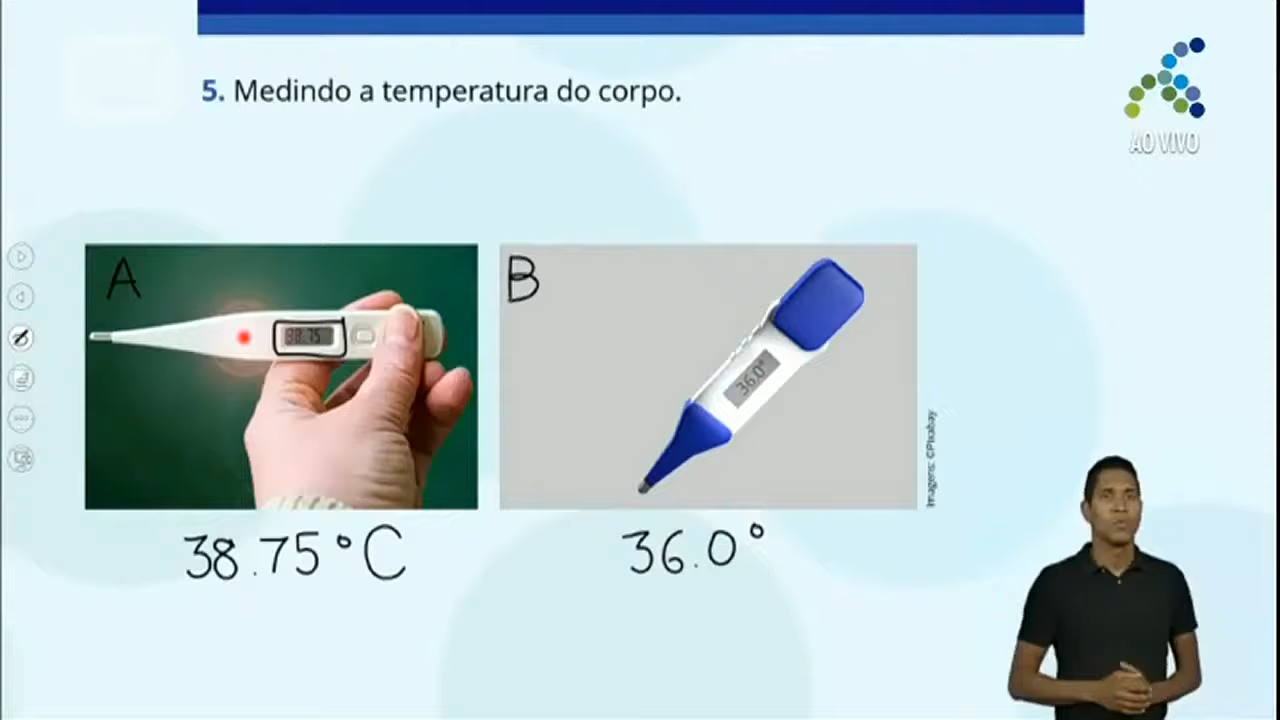 5. Medindo a temperatura do corpo.
AO VIVO
A
38.75
B
36.0°
Imagens: ©Pixabay
38.75°C
36.0°